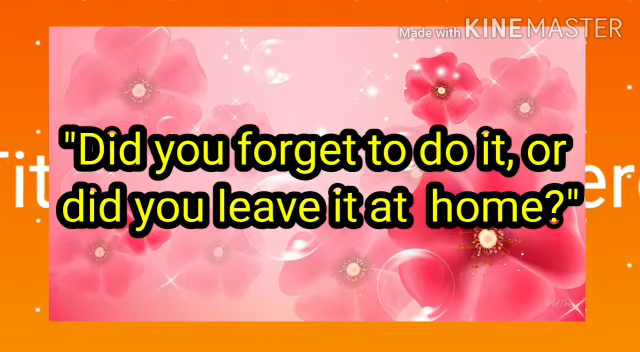 Made with KINEMASTER
"Did you forget to do it, or
did you leave it at home?"